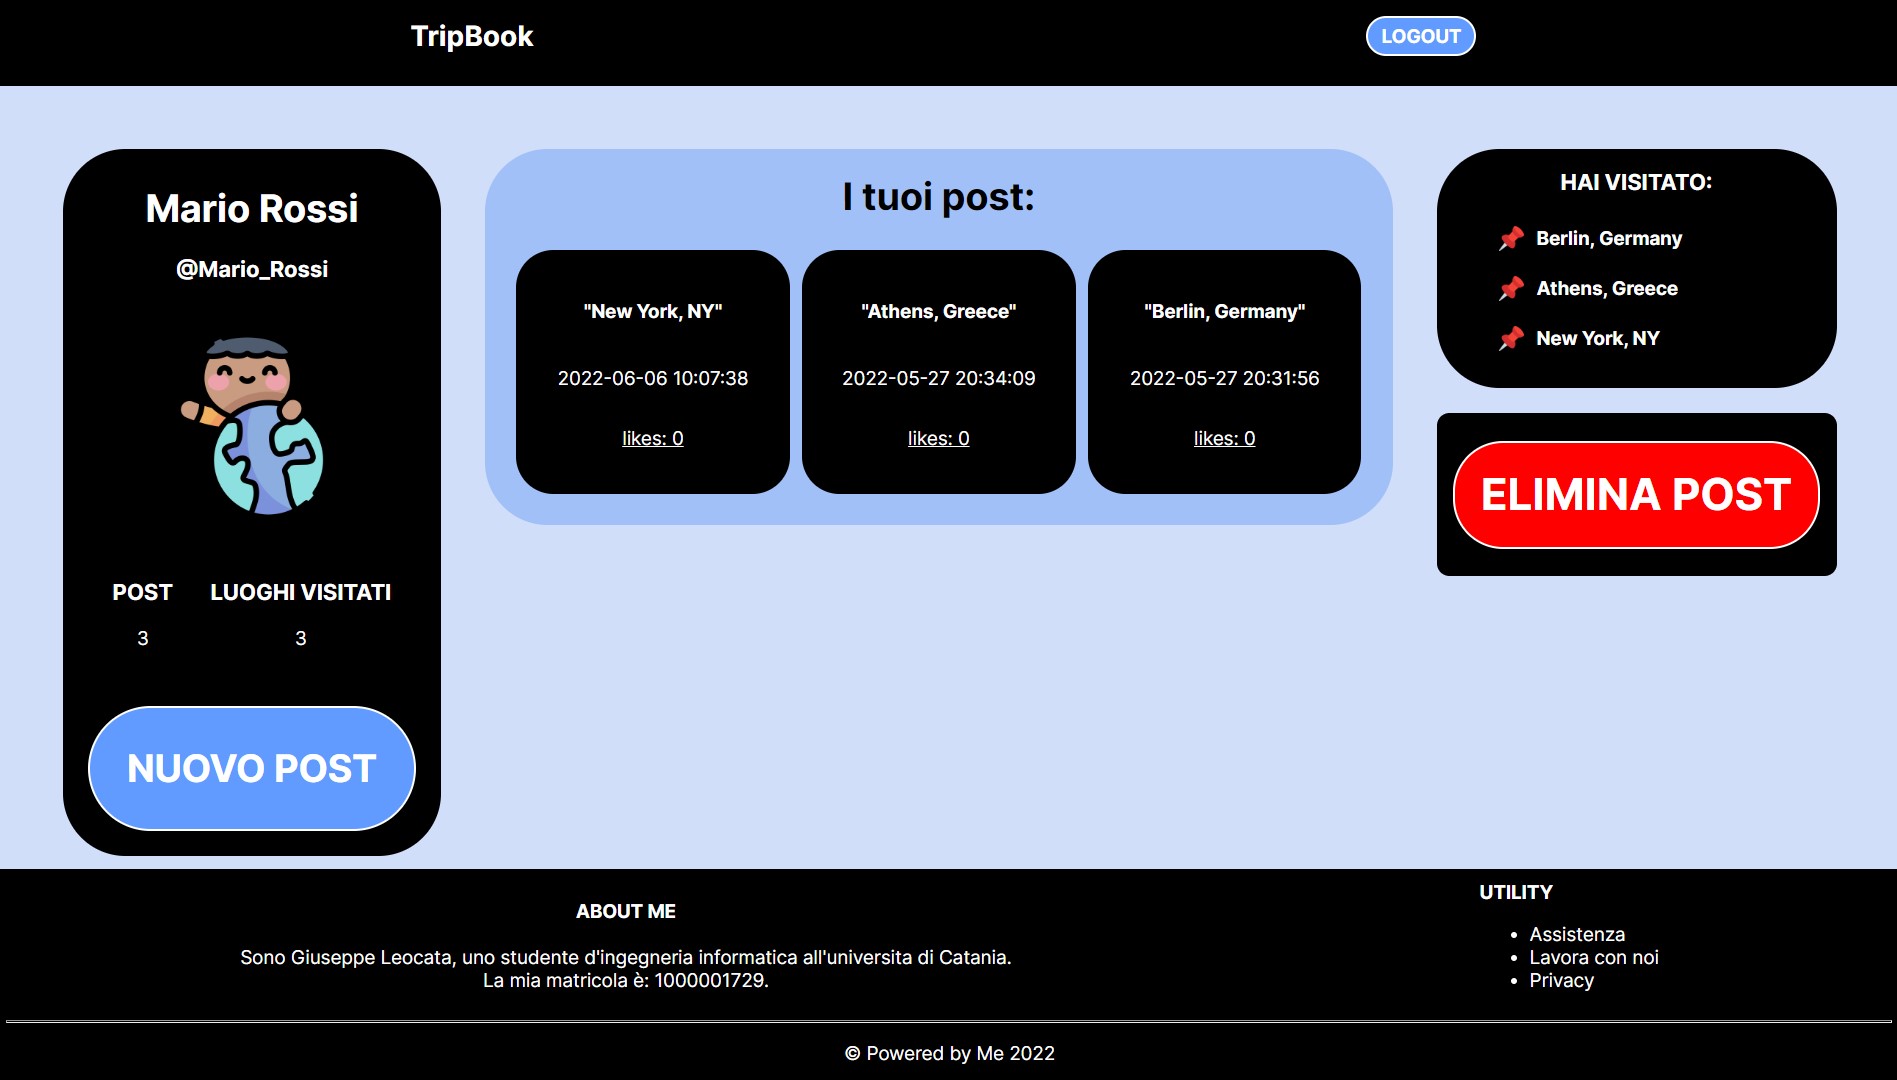 TripBook
LOGOUT
Mario Rossi
@Mario_Rossi
POST
LUOGHI VISITATI
3
3
NUOVO POST
I tuoi post:
"New York, NY"
2022-06-06 10:07:38
likes: 0
"Athens, Greece"
2022-05-27 20:34:09
likes: 0
"Berlin, Germany"
2022-05-27 20:31:56
likes: 0
HAI VISITATO:
Berlin, Germany
Athens, Greece
New York, NY
ELIMINA POST
ABOUT ME
Sono Giuseppe Leocata, uno studente d'ingegneria informatica all'universita di Catania.
La mia matricola è: 1000001729.
UTILITY
Assistenza
Lavora con noi
Privacy
© Powered by Me 2022